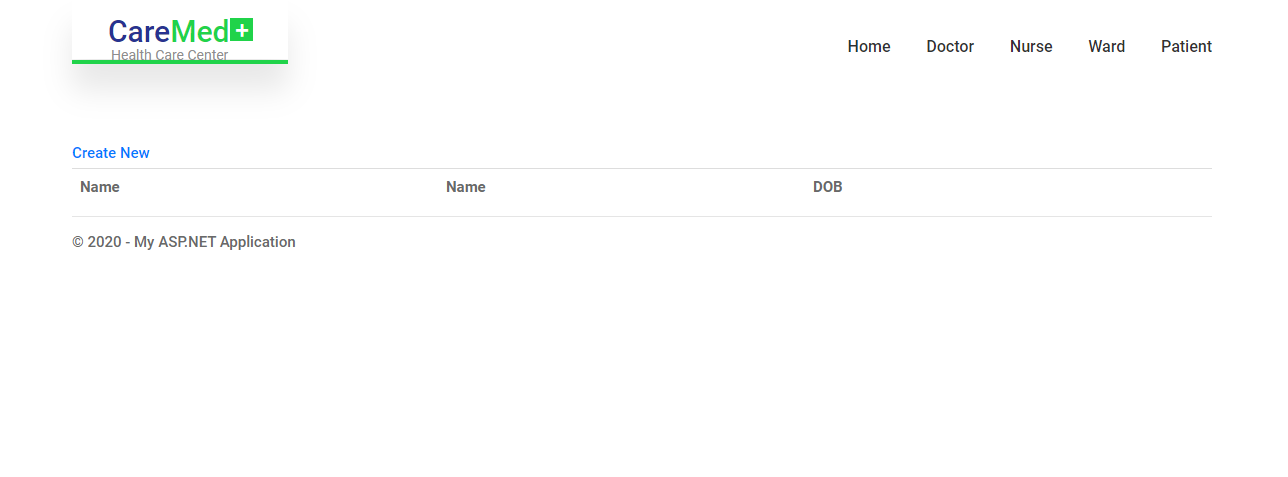 CareMed+
Health Care Center
Home Doctor Nurse Ward Patient
Create New
Name Name DOB
© 2020 - My ASP.NET Application